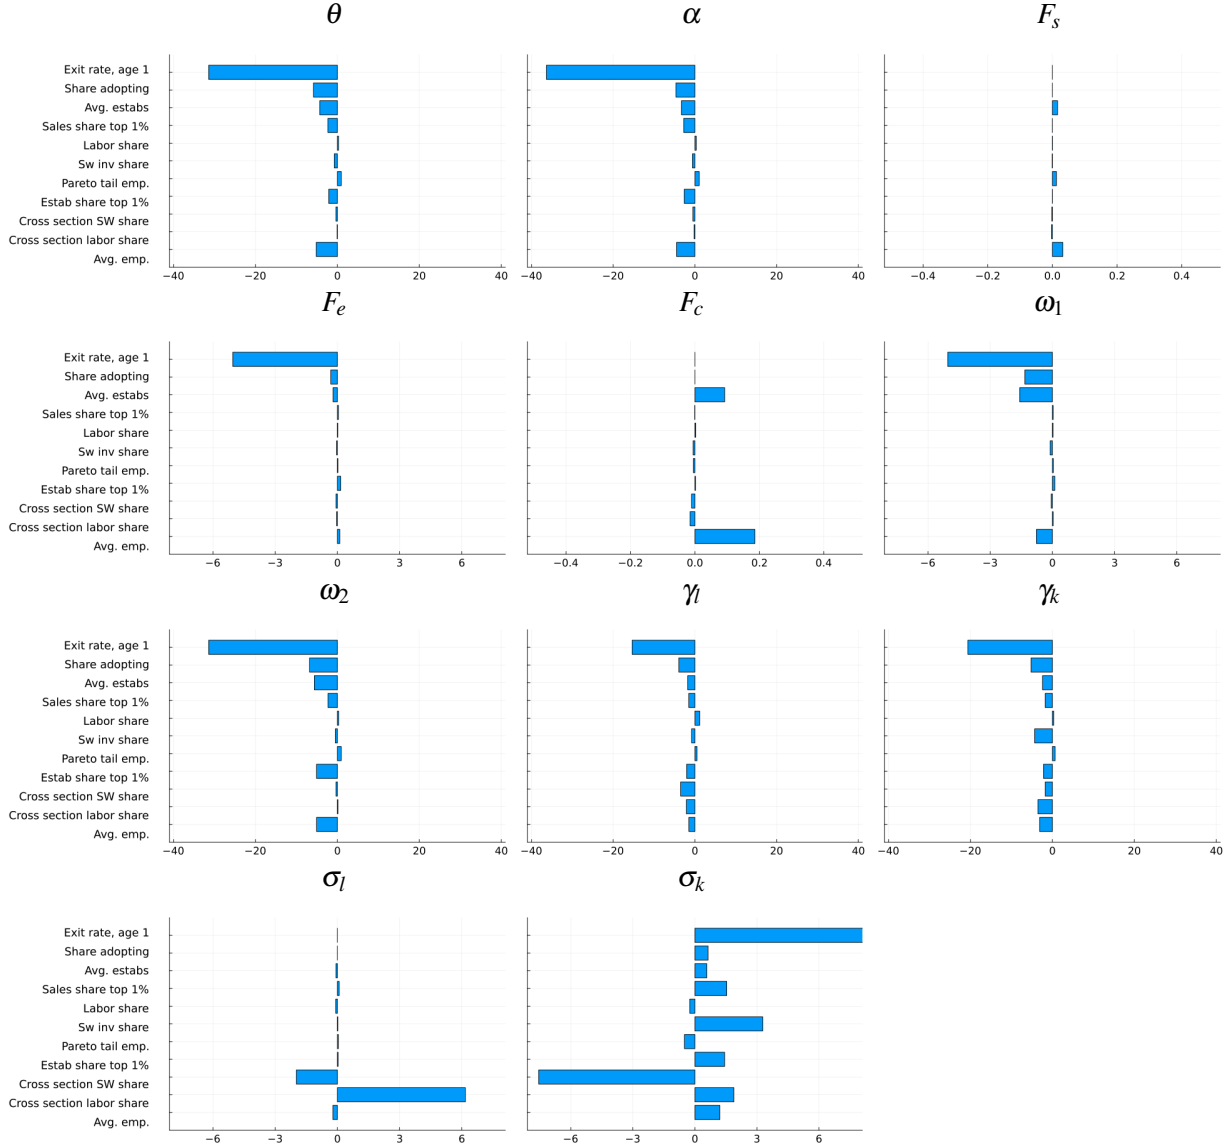 θ α F_s
Exit rate, age 1
Share adopting
Avg. estabs
Sales share top 1%
Labor share
Sw inv share
Pareto tail emp.
Estab share top 1%
Cross section SW share
Cross section labor share
Avg. emp.
−40 −20 0 20 40 −40 −20 0 20 40 −0.4 −0.2 0.0 0.2 0.4
F_e F_c ω₁
Exit rate, age 1
Share adopting
Avg. estabs
Sales share top 1%
Labor share
Sw inv share
Pareto tail emp.
Estab share top 1%
Cross section SW share
Cross section labor share
Avg. emp.
−6 −3 0 3 6 −0.4 −0.2 0.0 0.2 0.4 −6 −3 0 3 6
ω₂ γ_l γ_k
Exit rate, age 1
Share adopting
Avg. estabs
Sales share top 1%
Labor share
Sw inv share
Pareto tail emp.
Estab share top 1%
Cross section SW share
Cross section labor share
Avg. emp.
−40 −20 0 20 40 −40 −20 0 20 40 −40 −20 0 20 40
σ_l σ_k
Exit rate, age 1
Share adopting
Avg. estabs
Sales share top 1%
Labor share
Sw inv share
Pareto tail emp.
Estab share top 1%
Cross section SW share
Cross section labor share
Avg. emp.
−6 −3 0 3 6 −6 −3 0 3 6